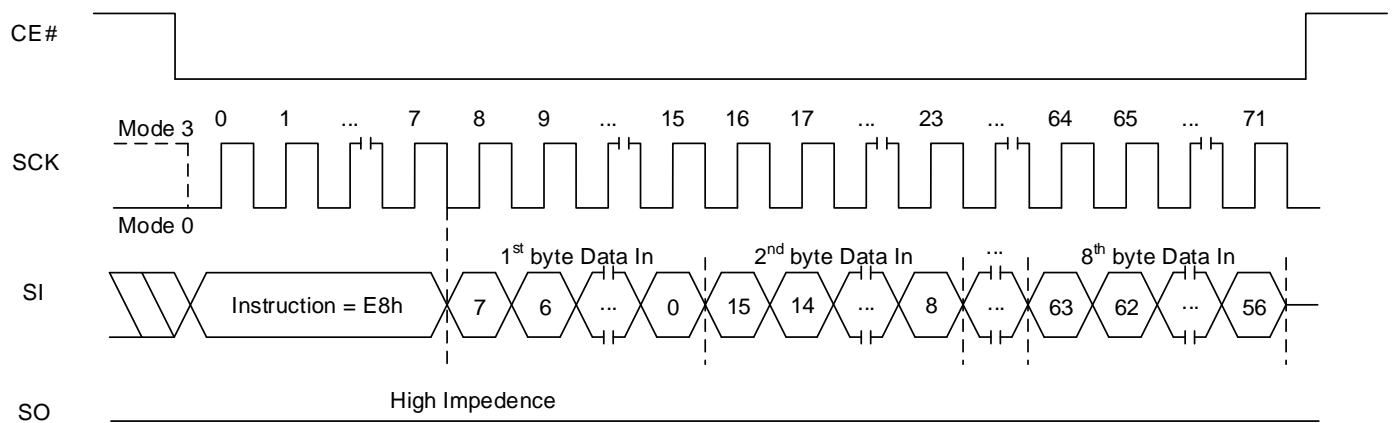 CE#
0 1 ... 7 8 9 ... 15 16 17 ... 23 ... 64 65 ... 71
Mode 3
SCK
Mode 0
1st byte Data In 2nd byte Data In ... 8th byte Data In
SI Instruction = E8h 7 6 ... 0 15 14 ... 8 ... 63 62 ... 56
High Impedence
SO